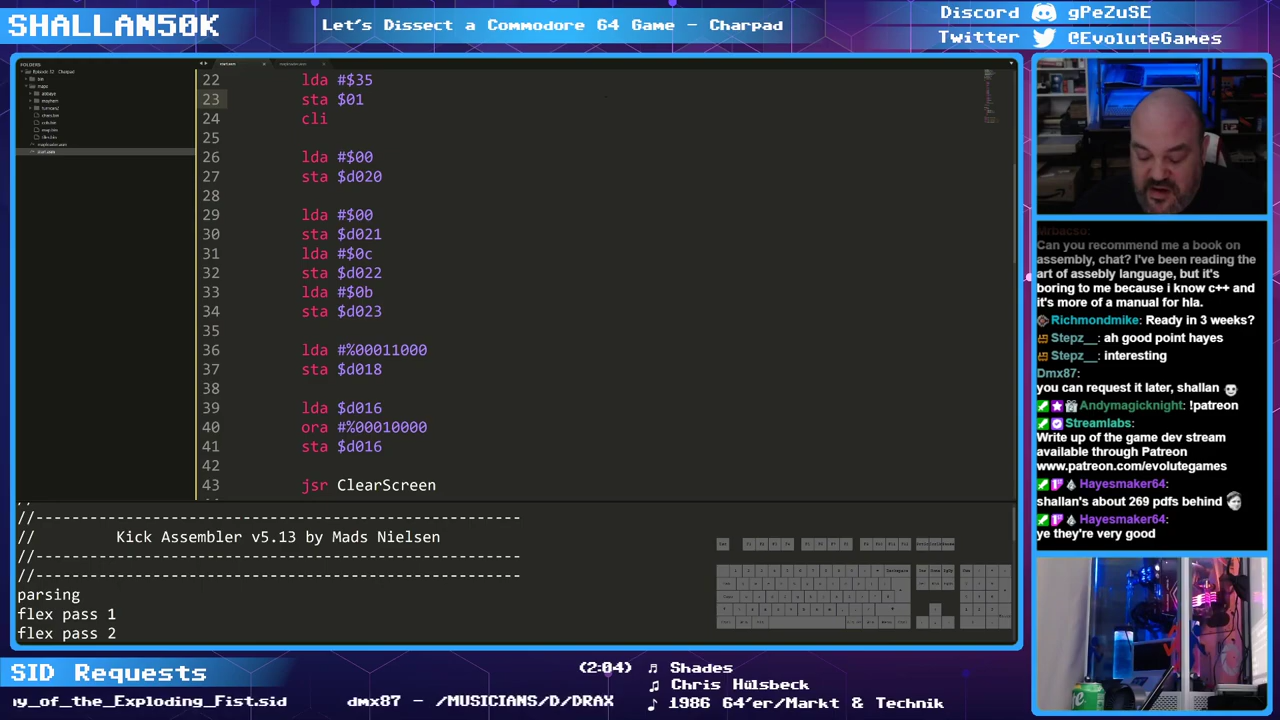 SHALLAN50K
Let's Dissect a Commodore 64 Game - Charpad
Discord gPeZuSE
Twitter @EvoluteGames
FOLDERS
22 lda #$35
23 sta $01
24 cli
25
26 lda #$00
27 sta $d020
28
29 lda #$00
30 sta $d021
31 lda #$0c
32 sta $d022
33 lda #$0b
34 sta $d023
35
36 lda #%00011000
37 sta $d018
38
39 lda $d016
40 ora #%00010000
41 sta $d016
42
43 jsr ClearScreen
//------------------------------------------------------
// Kick Assembler v5.13 by Mads Nielsen
//------------------------------------------------------
//------------------------------------------------------
parsing
flex pass 1
flex pass 2
MrBacso:
Can you recommend me a book on
assembly, chat? I've been reading the
art of assebly language, but it's
boring to me because i know c++ and
it's more of a manual for hla.
Richmondmike: Ready in 3 weeks?
Stepz__: ah good point hayes
Stepz__: interesting
Dmx87:
you can request it later, shallan
Andymagicknight: !patreon
Streamlabs:
Write up of the game dev stream
available through Patreon
www.patreon.com/evolutegames
Hayesmaker64:
shallan's about 269 pdfs behind
Hayesmaker64:
ye they're very good
SID Requests
(2:04) Shades
Chris Hülsbeck
1986 64'er/Markt & Technik
y_of_the_Exploding_Fist.sid dmx87 - /MUSICIANS/D/DRAX